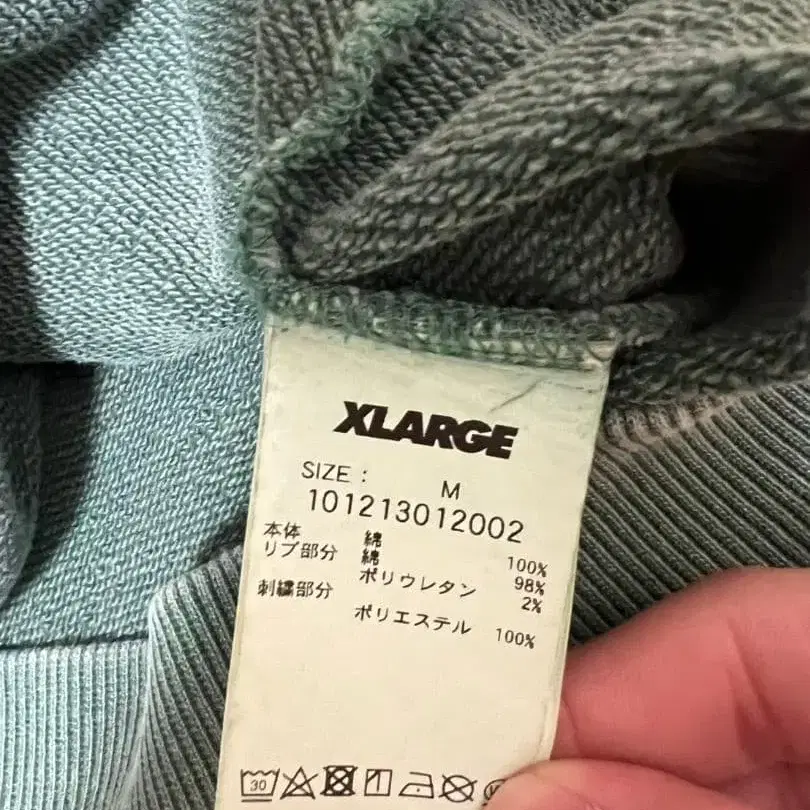 XLARGE
SIZE : M
101213012002
本体 綿 100%
リブ部分 綿 98%
ポリウレタン 2%
刺繍部分
ポリエステル 100%
30